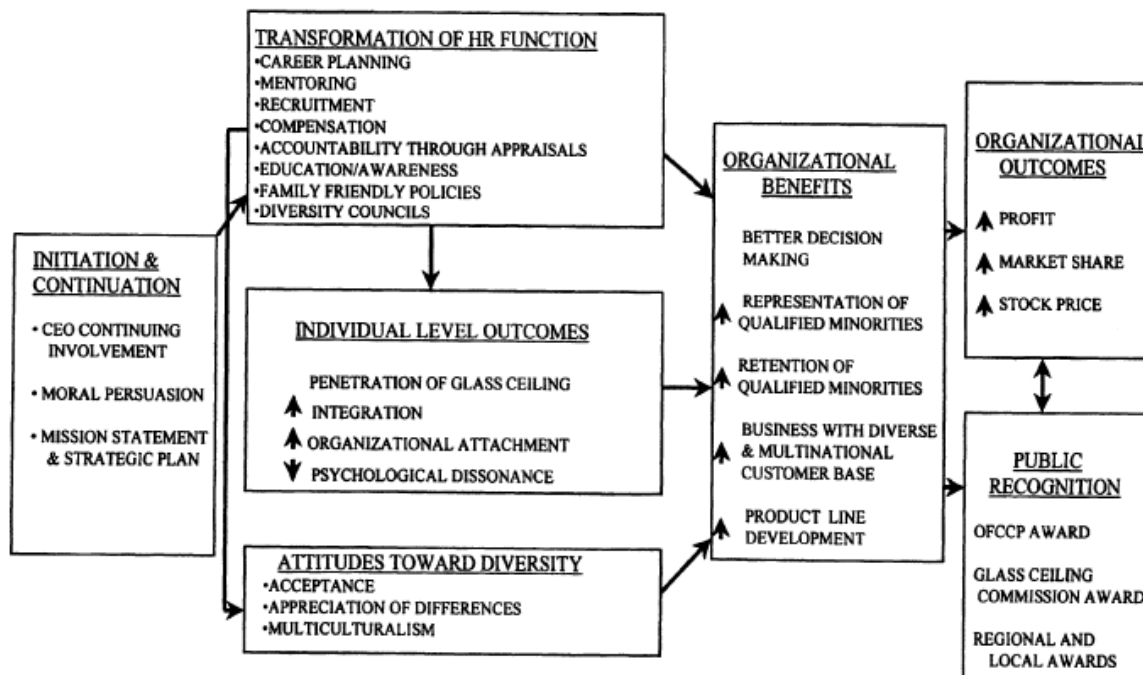 TRANSFORMATION OF HR FUNCTION
•CAREER PLANNING
•MENTORING
•RECRUITMENT
•COMPENSATION
•ACCOUNTABILITY THROUGH APPRAISALS
•EDUCATION/AWARENESS
•FAMILY FRIENDLY POLICIES
•DIVERSITY COUNCILS
INITIATION &
CONTINUATION
• CEO CONTINUING
INVOLVEMENT
• MORAL PERSUASION
• MISSION STATEMENT
& STRATEGIC PLAN
INDIVIDUAL LEVEL OUTCOMES
PENETRATION OF GLASS CEILING
INTEGRATION
ORGANIZATIONAL ATTACHMENT
PSYCHOLOGICAL DISSONANCE
ATTITUDES TOWARD DIVERSITY
•ACCEPTANCE
•APPRECIATION OF DIFFERENCES
•MULTICULTURALISM
ORGANIZATIONAL
BENEFITS
BETTER DECISION
MAKING
REPRESENTATION OF
QUALIFIED MINORITIES
RETENTION OF
QUALIFIED MINORITIES
BUSINESS WITH DIVERSE
& MULTINATIONAL
CUSTOMER BASE
PRODUCT LINE
DEVELOPMENT
ORGANIZATIONAL
OUTCOMES
PROFIT
MARKET SHARE
STOCK PRICE
PUBLIC
RECOGNITION
OFCCP AWARD
GLASS CEILING
COMMISSION AWARD
REGIONAL AND
LOCAL AWARDS